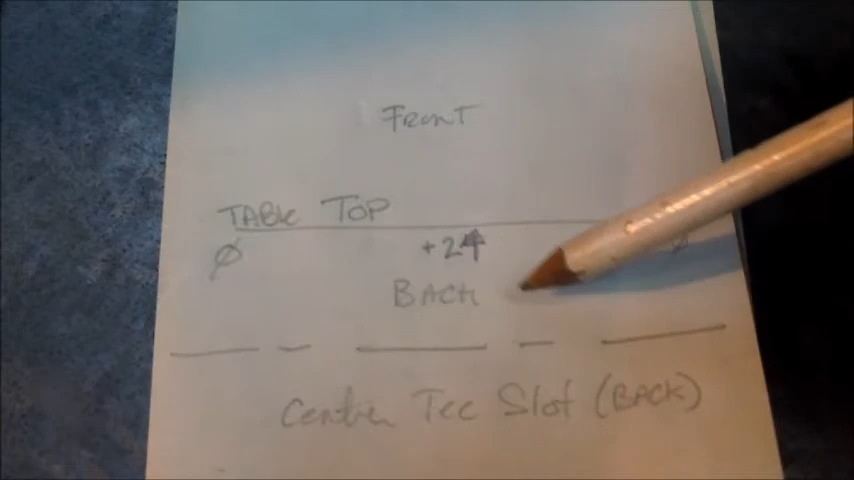 FRONT
TABLE TOP
Ø +24 Ø
BACK
Center Tee Slot (BACK)